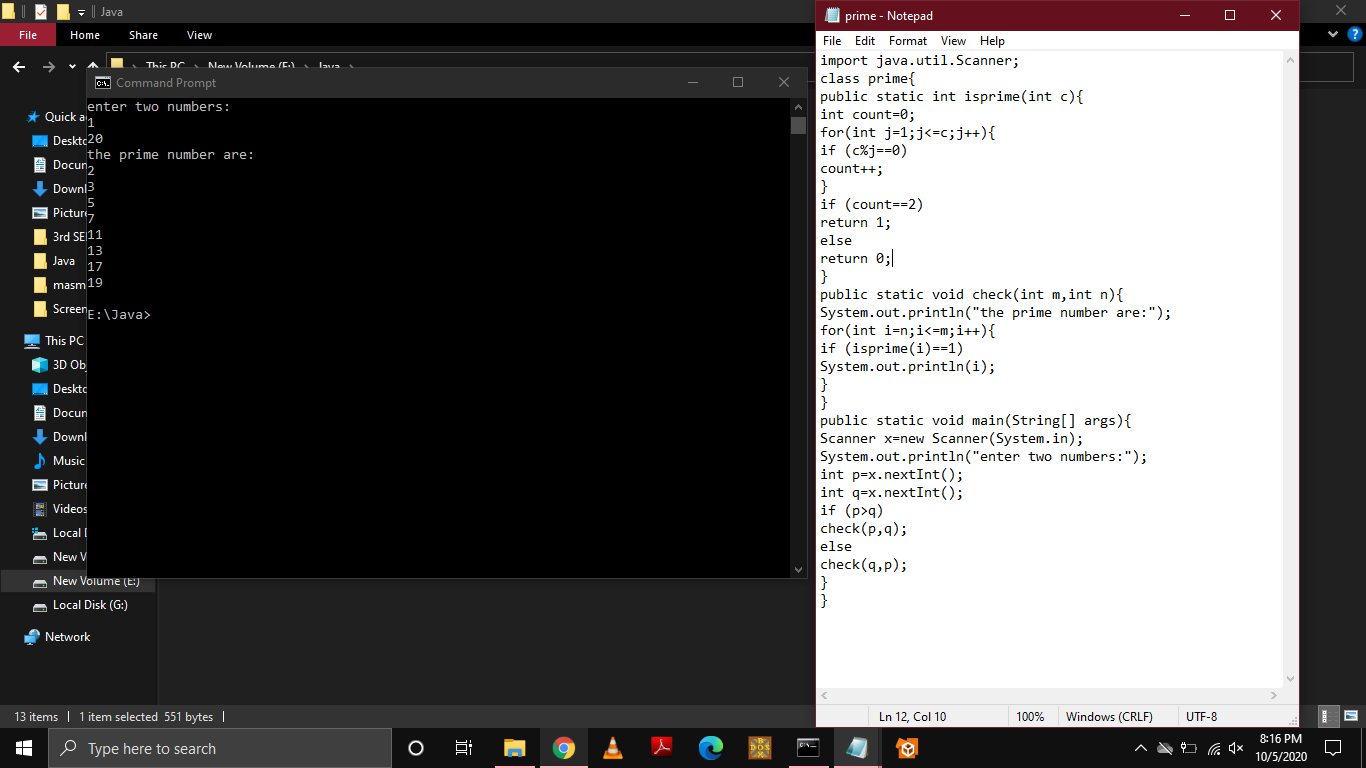 Java
File
Home
Share
View
This PC
New Volume (E:)
Java
Quick a
Deskto
Docun
Downl
Picture
3rd SE
Java
masm
Screen
This PC
3D Obj
Deskto
Docun
Downl
Music
Picture
Videos
Local D
New V
New Volume (E:)
Local Disk (G:)
Network
13 items
1 item selected 551 bytes
Command Prompt
enter two numbers:
1
20
the prime number are:
2
3
5
7
11
13
17
19
E:\Java>
prime - Notepad
File Edit Format View Help
import java.util.Scanner;
class prime{
public static int isprime(int c){
int count=0;
for(int j=1;j<=c;j++){
if (c%j==0)
count++;
}
if (count==2)
return 1;
else
return 0;
}
public static void check(int m,int n){
System.out.println("the prime number are:");
for(int i=n;i<=m;i++){
if (isprime(i)==1)
System.out.println(i);
}
}
public static void main(String[] args){
Scanner x=new Scanner(System.in);
System.out.println("enter two numbers:");
int p=x.nextInt();
int q=x.nextInt();
if (p>q)
check(p,q);
else
check(q,p);
}
}
Ln 12, Col 10
100%
Windows (CRLF)
UTF-8
Type here to search
DOS
8:16 PM
10/5/2020